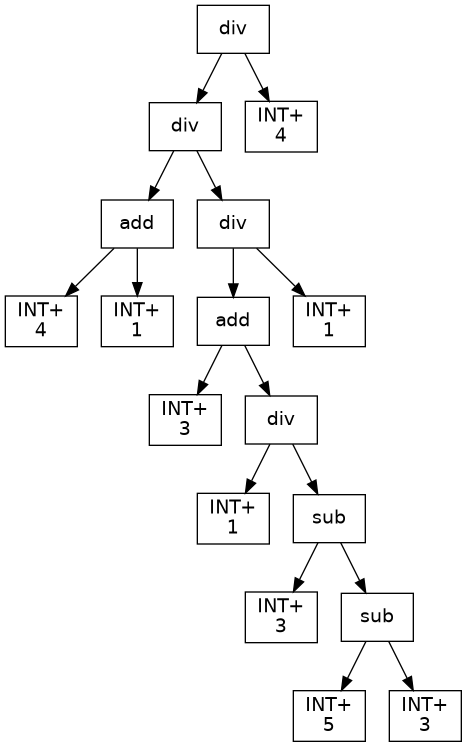 div
div
INT+
4
add
div
INT+
4
INT+
1
add
INT+
1
INT+
3
div
INT+
1
sub
INT+
3
sub
INT+
5
INT+
3